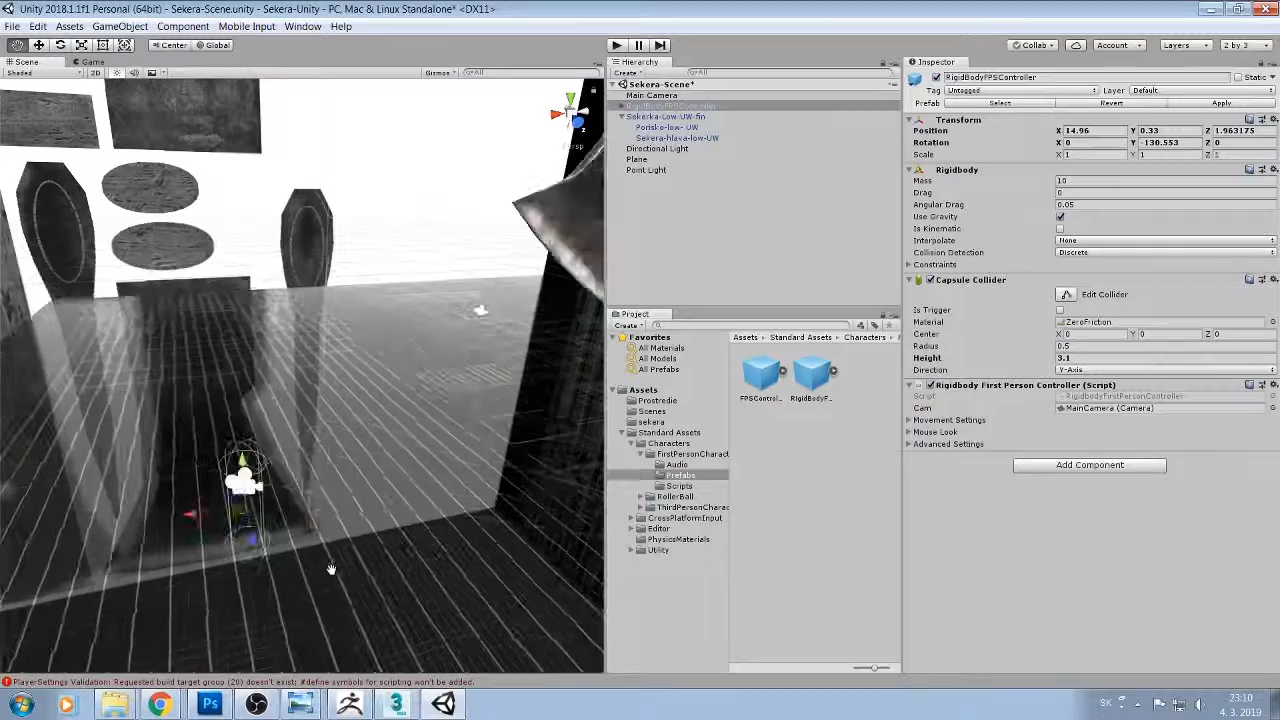 Unity 2018.1.1f1 Personal (64bit) - Sekera-Scene.unity - Sekera-Unity - PC, Mac & Linux Standalone* <DX11>
File Edit Assets GameObject Component Mobile Input Window Help
Center Global
Collab Account Layers 2 by 3
Scene Game
Shaded 2D Gizmos All
Persp
Hierarchy
Create All
Sekera-Scene*
Main Camera
RigidBodyFPSController
Sekerka-Low-UW-fin
Porisko-low- UW
Sekera-hlava-low-UW
Directional Light
Plane
Point Light
Project
Create
Favorites
All Materials
All Models
All Prefabs
Assets
Prostredie
Scenes
sekera
Standard Assets
Characters
FirstPersonCharact
Audio
Prefabs
Scripts
RollerBall
ThirdPersonCharac
CrossPlatformInput
Editor
PhysicsMaterials
Utility
Assets Standard Assets Characters
FPSControl... RigidBodyF...
Inspector
RigidBodyFPSController Static
Tag Untagged Layer Default
Prefab Select Revert Apply
Transform
Position X 14.96 Y 0.33 Z 1.963175
Rotation X 0 Y -130.553 Z 0
Scale X 1 Y 1 Z 1
Rigidbody
Mass 10
Drag 0
Angular Drag 0.05
Use Gravity
Is Kinematic
Interpolate None
Collision Detection Discrete
Constraints
Capsule Collider
Edit Collider
Is Trigger
Material ZeroFriction
Center X 0 Y 0 Z 0
Radius 0.5
Height 3.1
Direction Y-Axis
Rigidbody First Person Controller (Script)
Script RigidbodyFirstPersonController
Cam MainCamera (Camera)
Movement Settings
Mouse Look
Advanced Settings
Add Component
PlayerSettings Validation: Requested build target group (20) doesn't exist; #define symbols for scripting won't be added.
Ps 3 MAX SK 23:10
4. 3. 2019